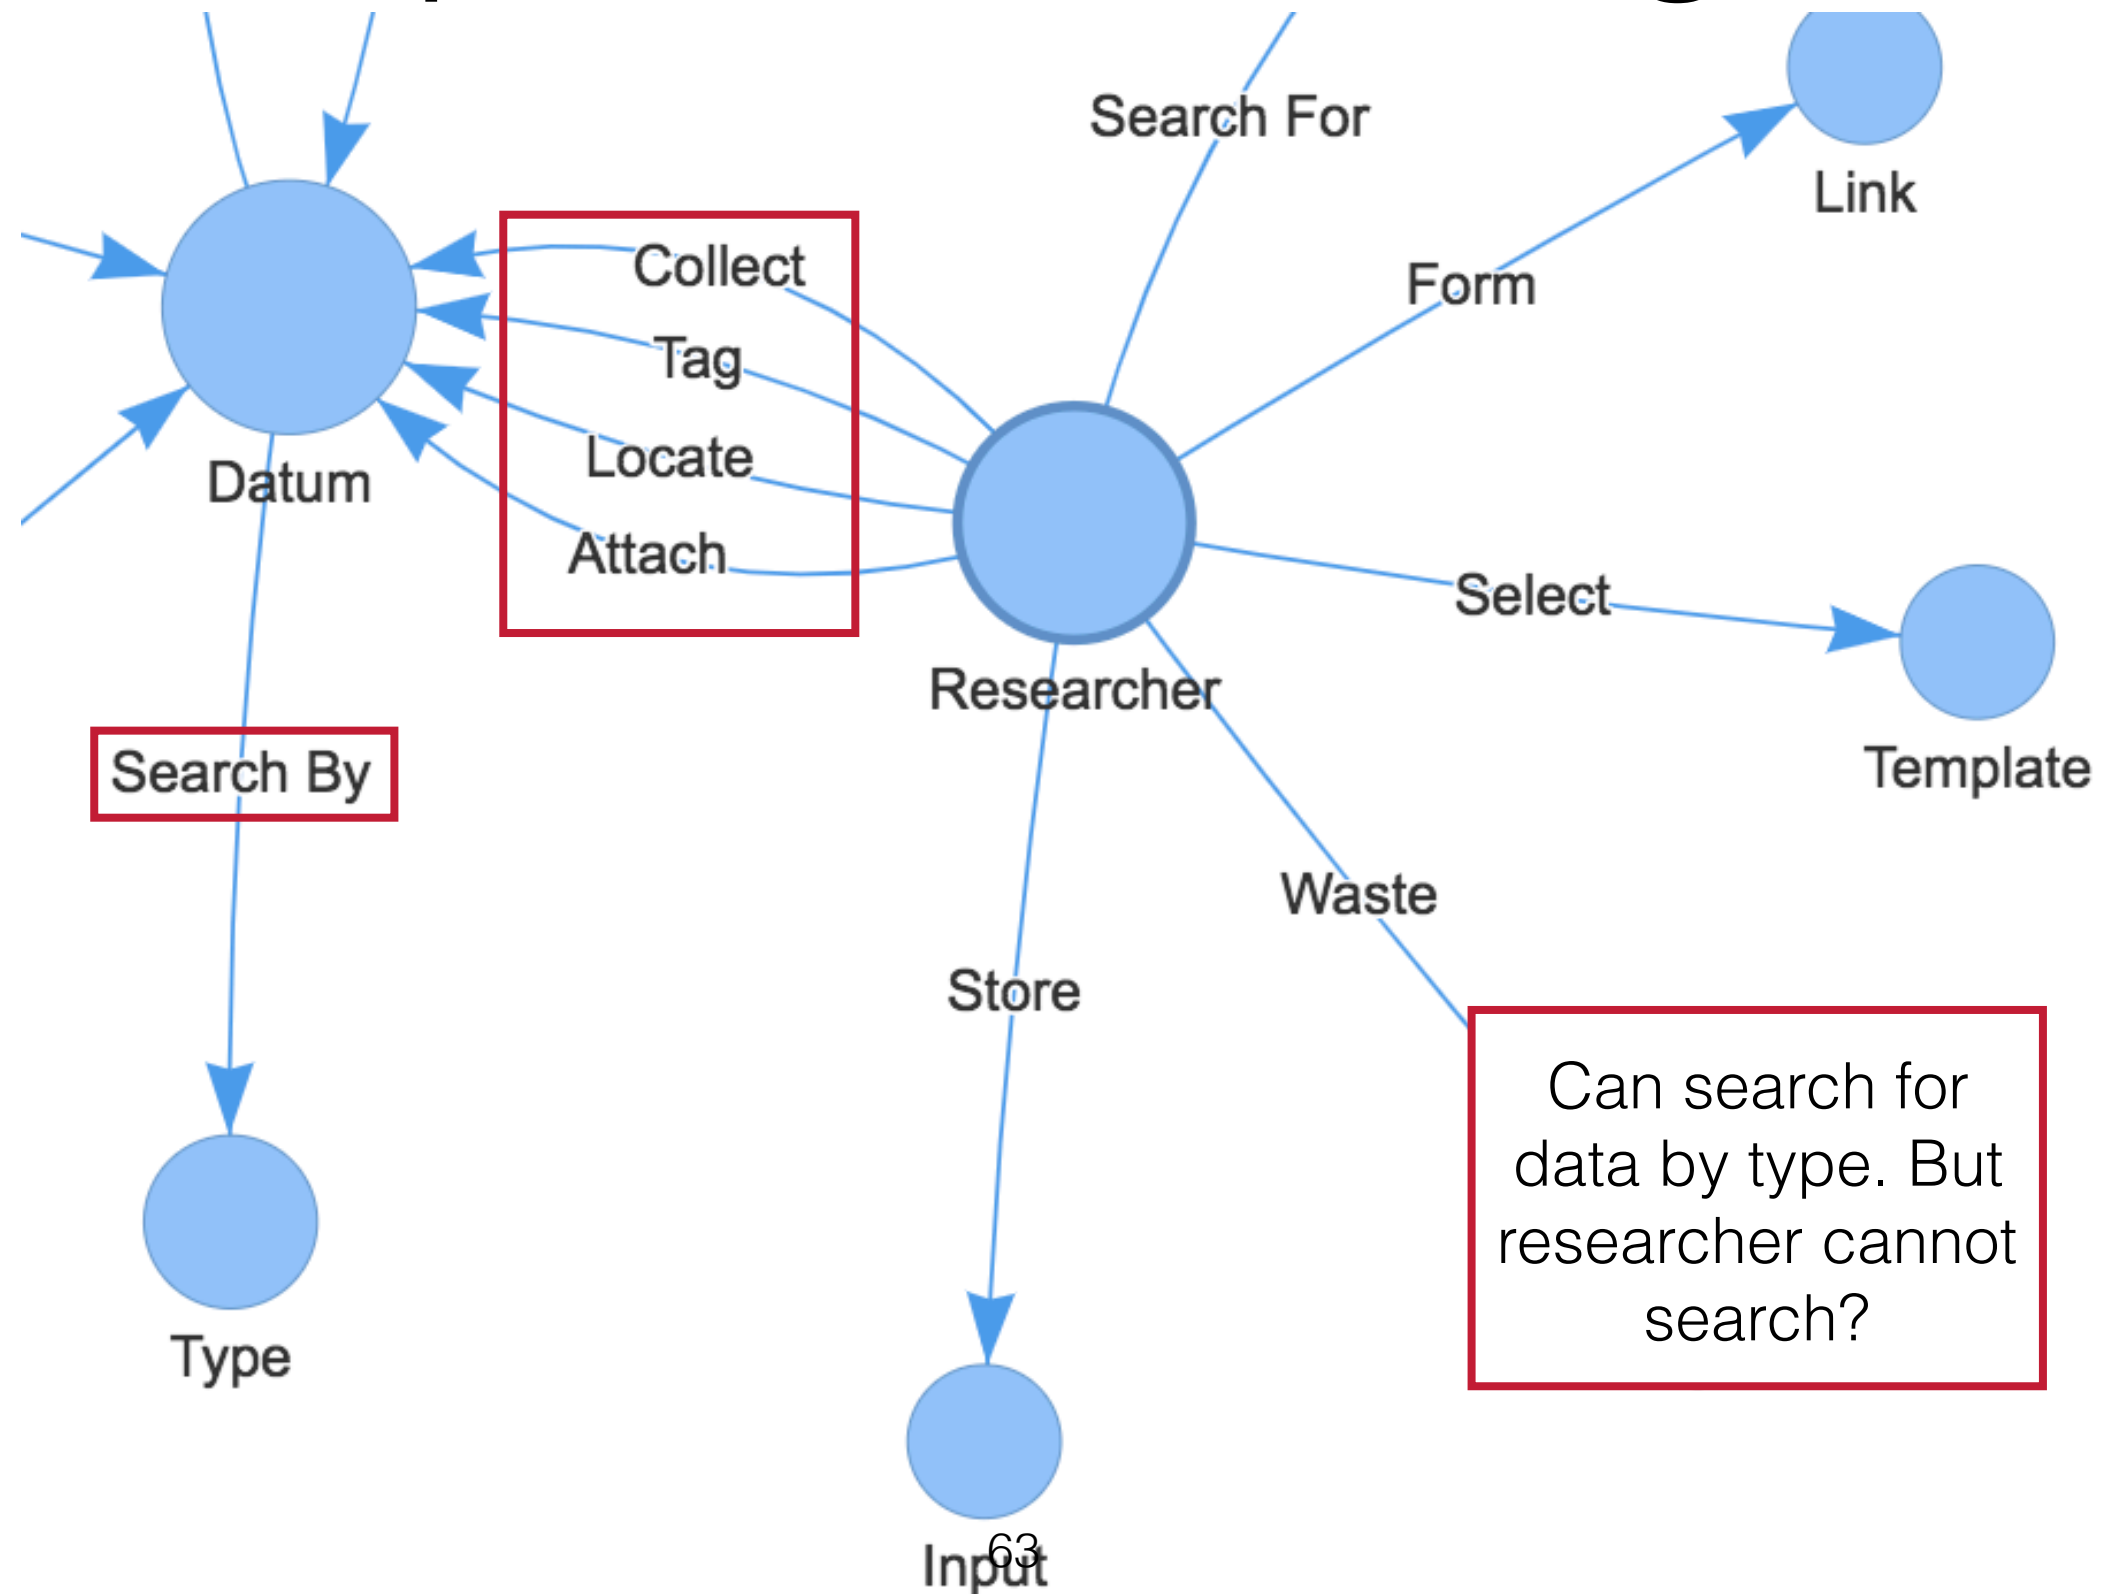 Search For
Link
Collect
Form
Tag
Locate
Datum
Attach
Select
Researcher
Template
Search By
Waste
Store
Can search for
data by type. But
researcher cannot
search?
Type
63
Input